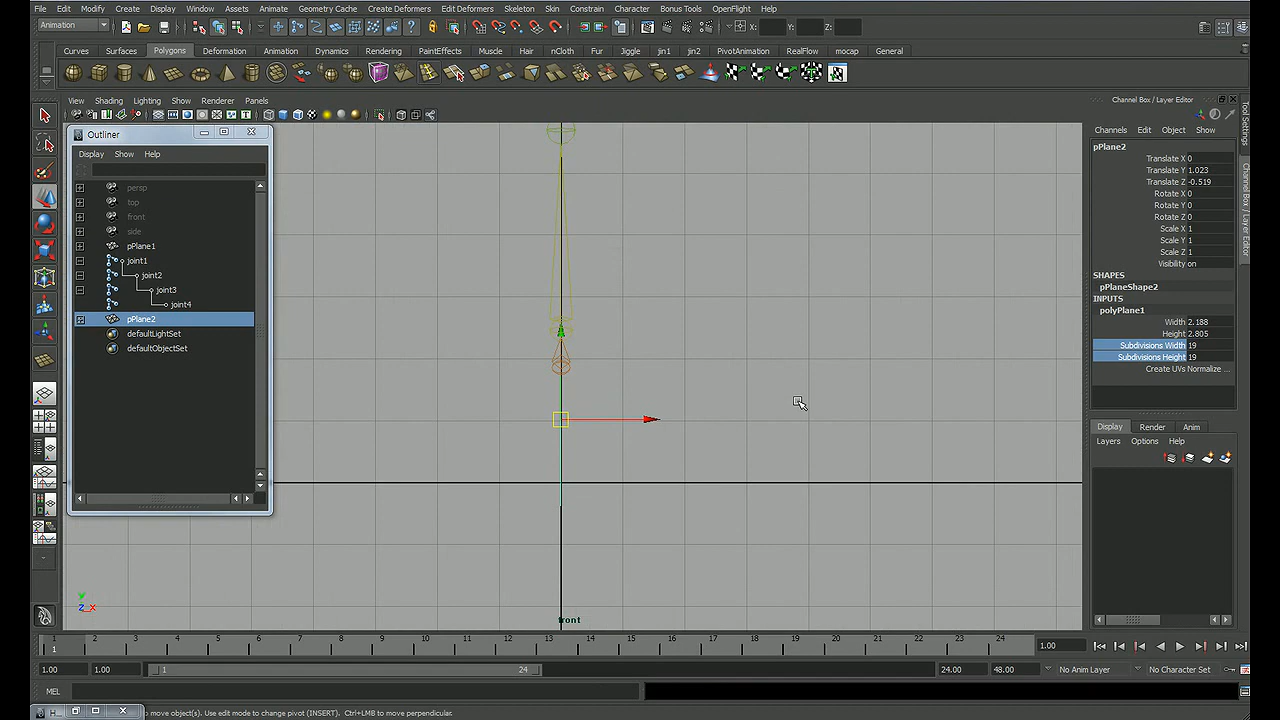 File Edit Modify Create Display Window Assets Animate Geometry Cache Create Deformers Edit Deformers Skeleton Skin Constrain Character Bonus Tools OpenFlight Help
Animation X: Y: Z:
Curves Surfaces Polygons Deformation Animation Dynamics Rendering PaintEffects Muscle Hair nCloth Fur Jiggle jin1 jin2 PivotAnimation RealFlow mocap General
View Shading Lighting Show Renderer Panels
Channel Box / Layer Editor
Outliner
Channels Edit Object Show
Display Show Help
pPlane2
Translate X 0
Translate Y 1.023
Translate Z -0.519
Rotate X 0
Rotate Y 0
Rotate Z 0
Scale X 1
Scale Y 1
Scale Z 1
Visibility on
SHAPES
pPlaneShape2
INPUTS
polyPlane1
Width 2.188
Height 2.805
Subdivisions Width 19
Subdivisions Height 19
Create UVs Normalize ...
persp
top
front
side
pPlane1
joint1
joint2
joint3
joint4
pPlane2
defaultLightSet
defaultObjectSet
Tool Settings
Channel Box / Layer Editor
Display Render Anim
Layers Options Help
Y
Z X
front
1 2 3 4 5 6 7 8 9 10 11 12 13 14 15 16 17 18 19 20 21 22 23 24
1
1.00
1.00 1.00 1 24 24.00 48.00 No Anim Layer No Character Set
MEL
to move object(s). Use edit mode to change pivot (INSERT). Ctrl+LMB to move perpendicular.